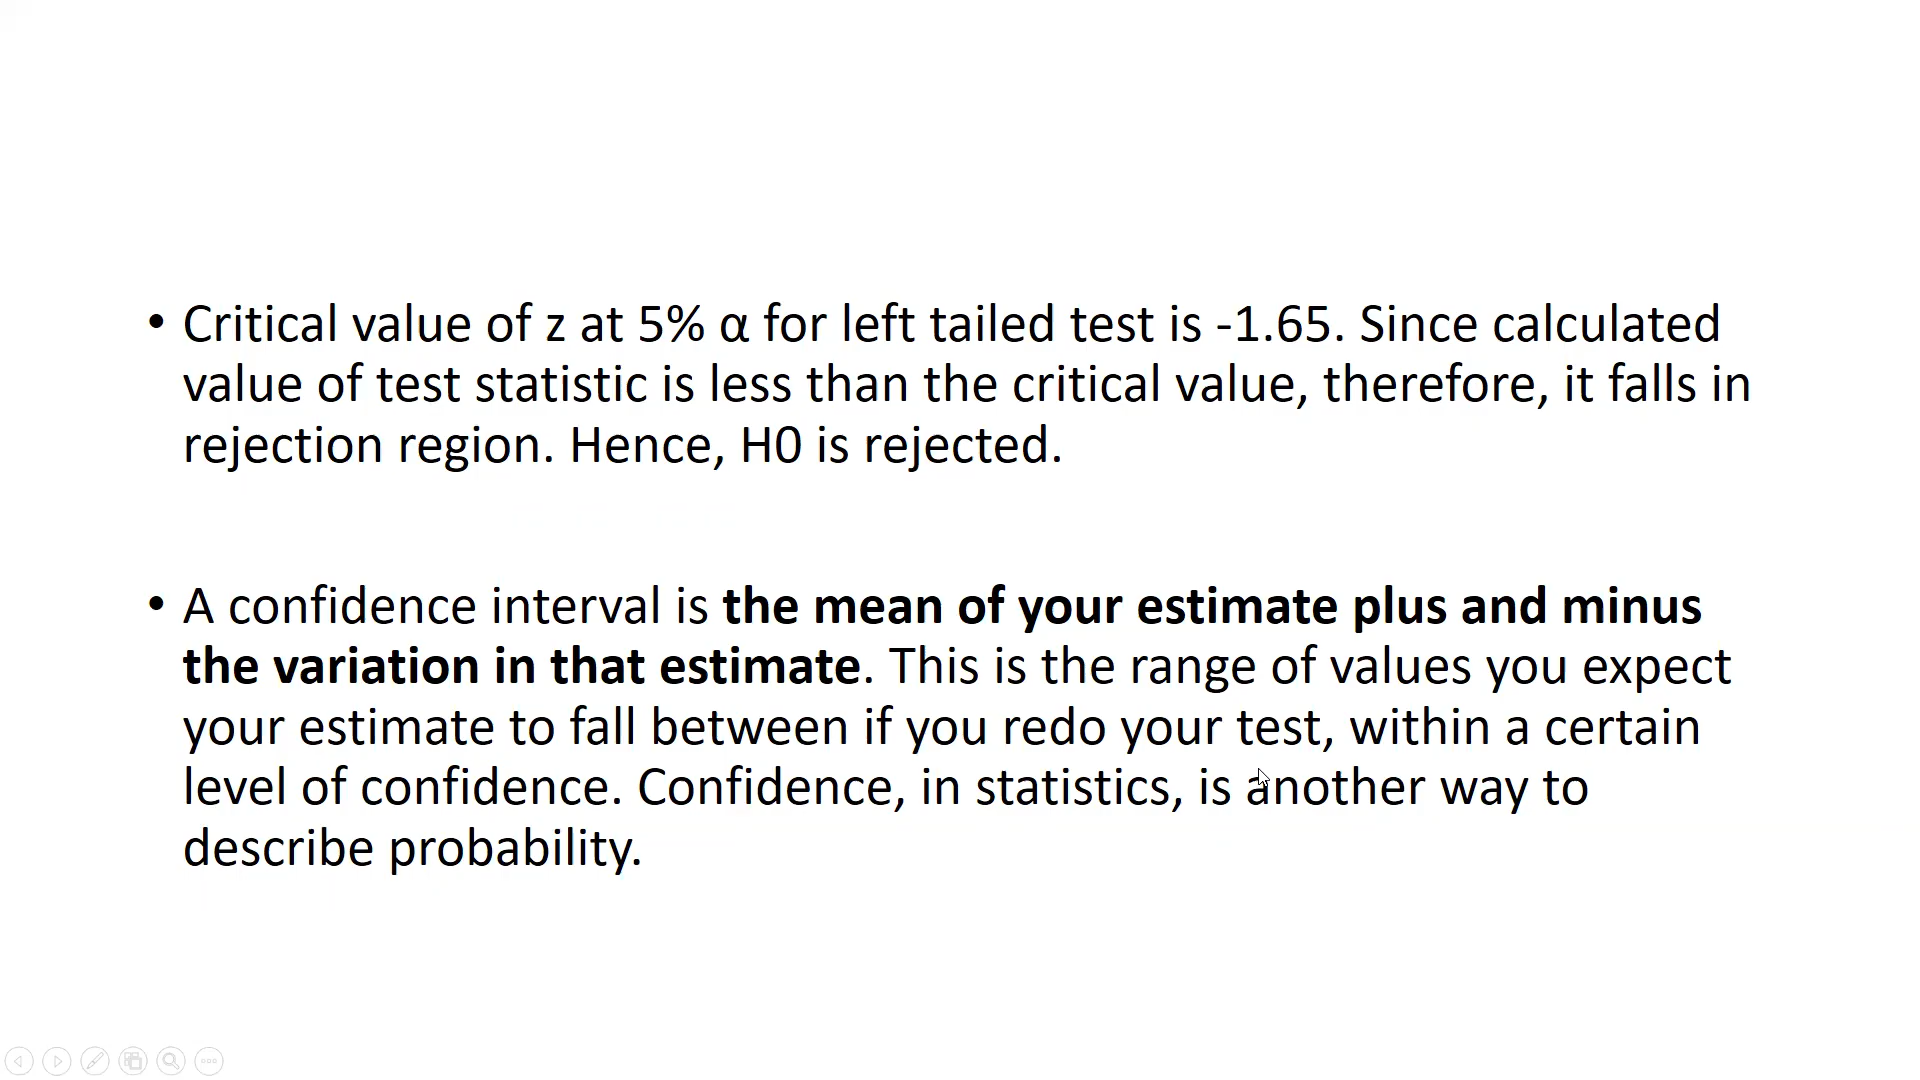 • Critical value of z at 5% α for left tailed test is -1.65. Since calculated
value of test statistic is less than the critical value, therefore, it falls in
rejection region. Hence, H0 is rejected.
• A confidence interval is the mean of your estimate plus and minus
the variation in that estimate. This is the range of values you expect
your estimate to fall between if you redo your test, within a certain
level of confidence. Confidence, in statistics, is another way to
describe probability.